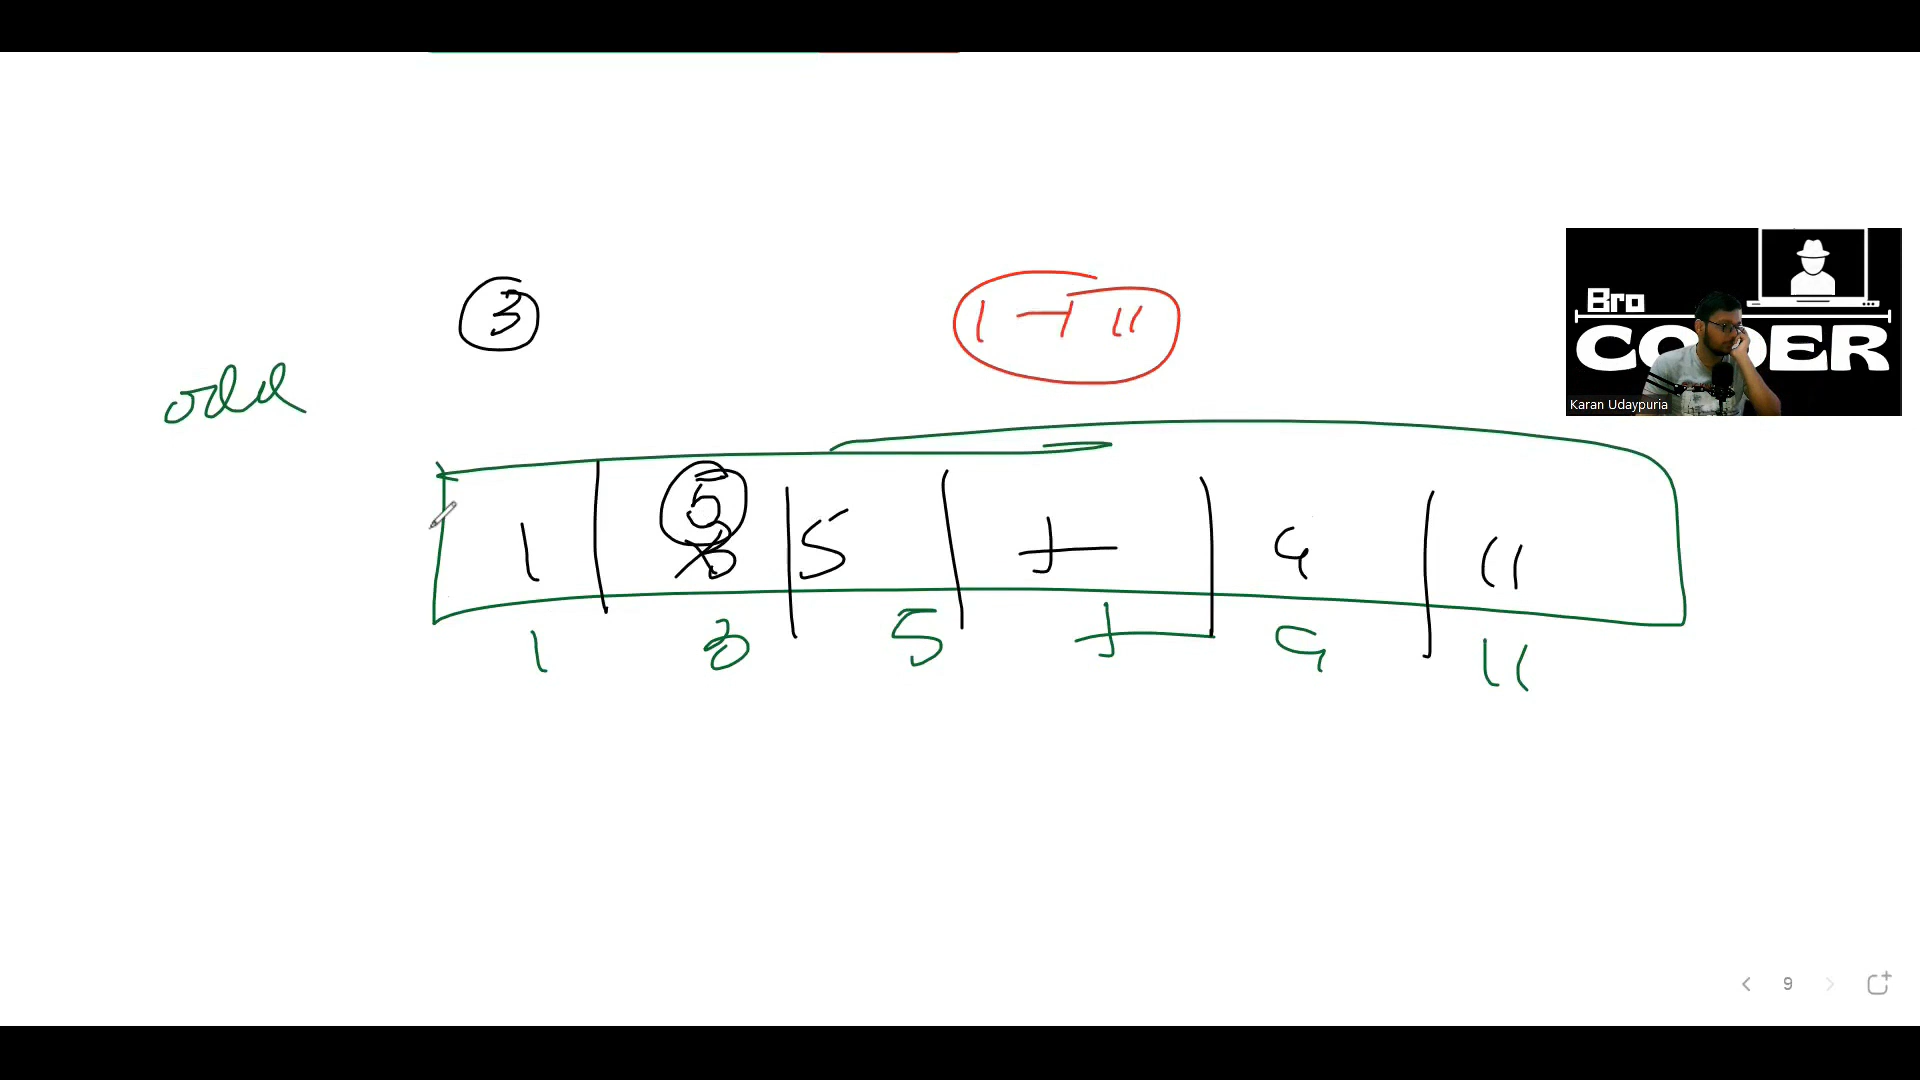 3
1 → 11
Bro
CODER
Karan Udaypuria
odd
5
1 3 5 7 9 11
1 3 5 7 9 11
9